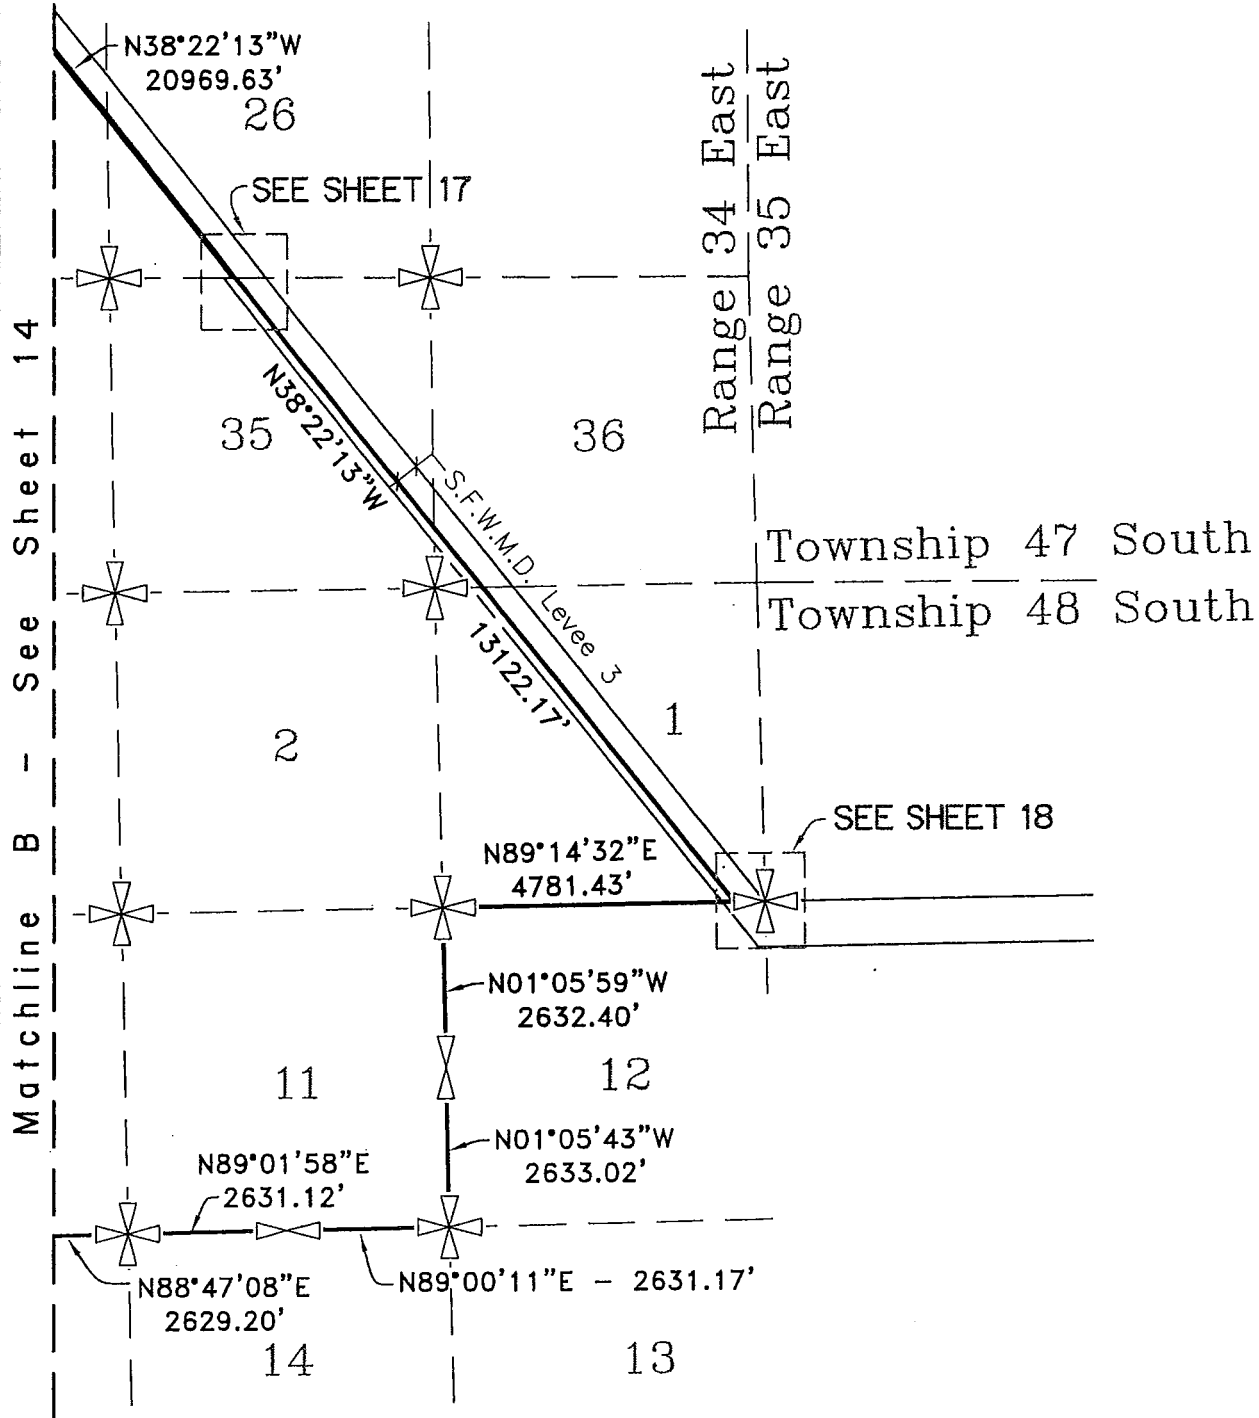 N38°22'13"W
20969.63'
26
SEE SHEET 17
Range 34 East
Range 35 East
Matchline B - See Sheet 14
N38°22'13"W
13122.17'
35
36
S.F.W.M.D. Levee 3
Township 47 South
Township 48 South
2
1
SEE SHEET 18
N89°14'32"E
4781.43'
N01°05'59"W
2632.40'
11
12
N01°05'43"W
2633.02'
N89°01'58"E
2631.12'
N88°47'08"E
2629.20'
N89°00'11"E - 2631.17'
14
13